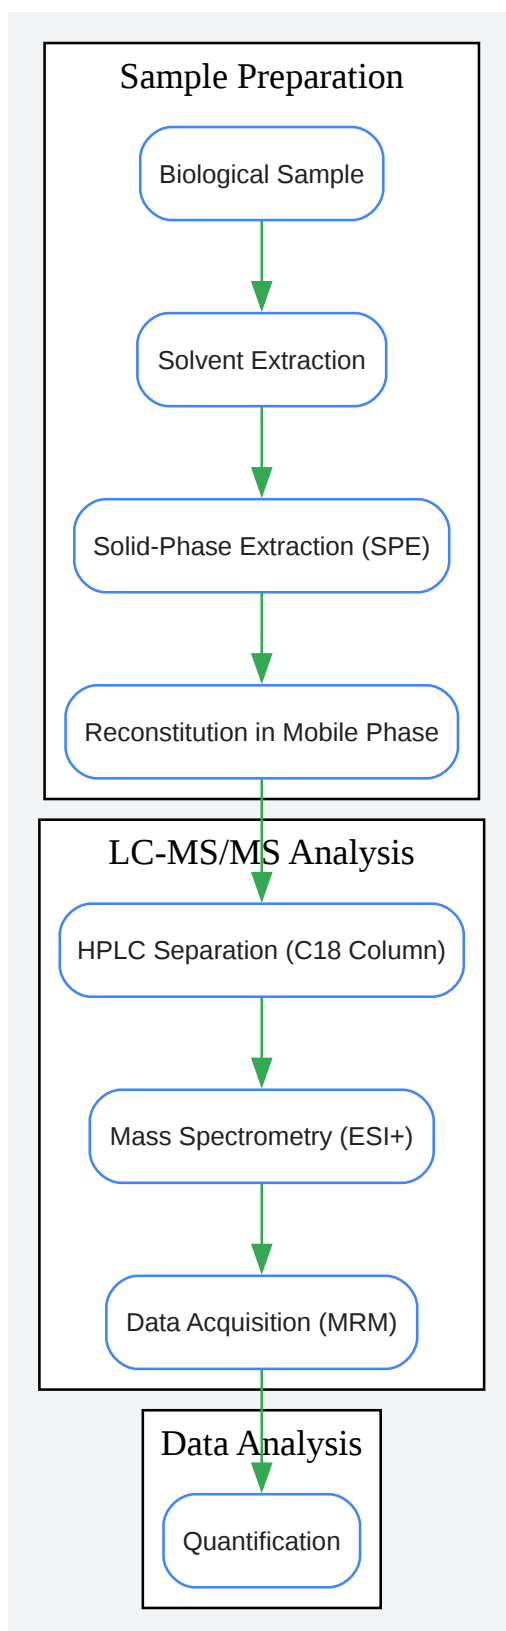 Sample Preparation
Biological Sample
Solvent Extraction
Solid-Phase Extraction (SPE)
Reconstitution in Mobile Phase
LC-MS/MS Analysis
HPLC Separation (C18 Column)
Mass Spectrometry (ESI+)
Data Acquisition (MRM)
Data Analysis
Quantification